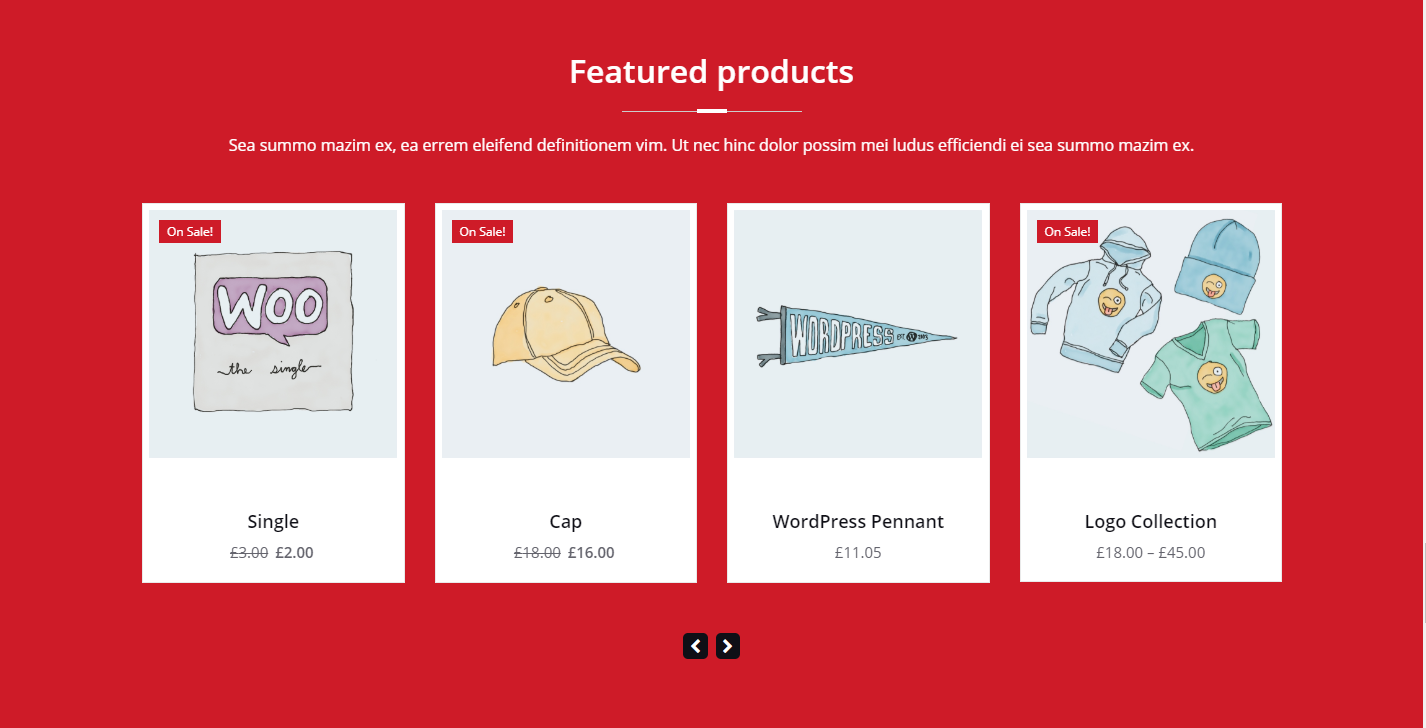 Featured products
Sea summo mazim ex, ea errem eleifend definitionem vim. Ut nec hinc dolor possim mei ludus efficiendi ei sea summo mazim ex.
On Sale!
WOO
the single
Single
£3.00 £2.00
On Sale!
Cap
£18.00 £16.00
WORDPRESS EST W 2003
WordPress Pennant
£11.05
On Sale!
Logo Collection
£18.00 – £45.00